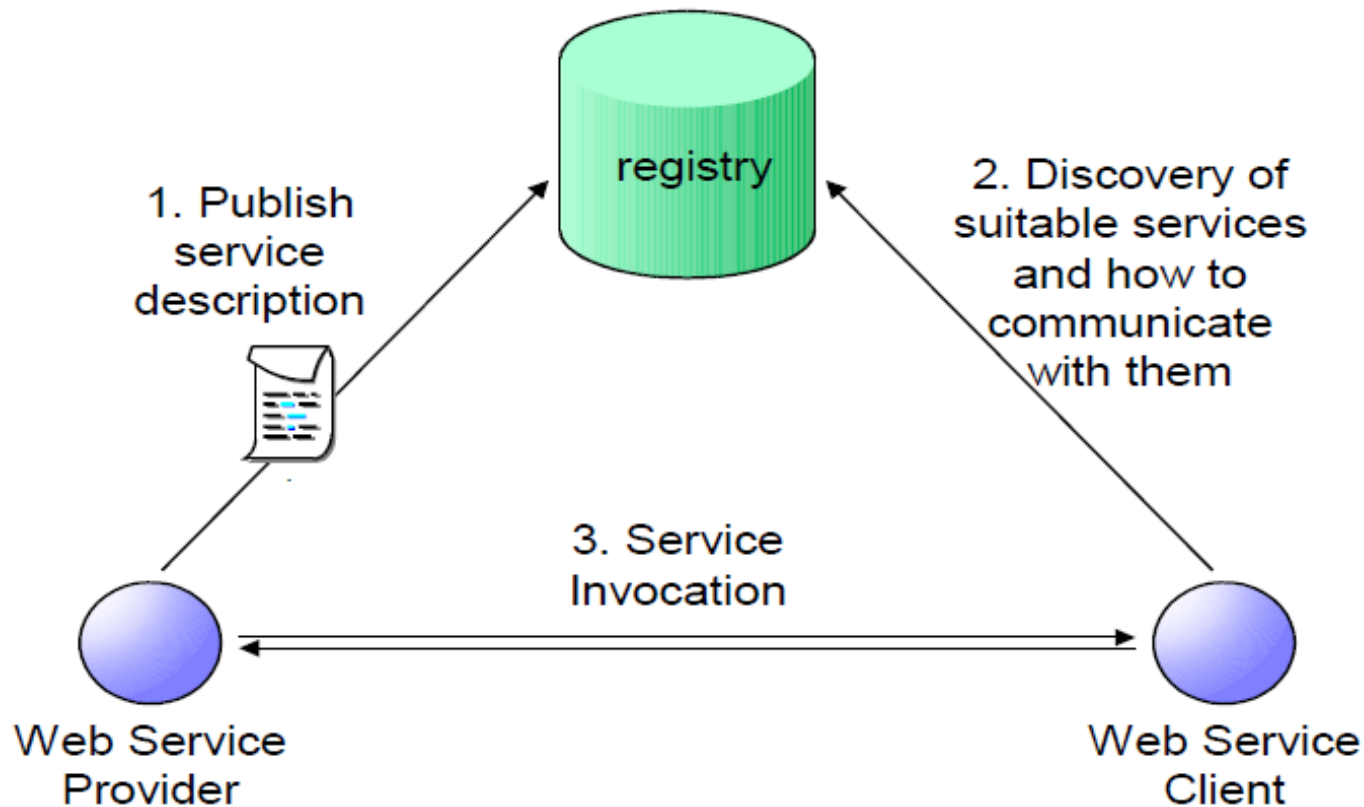 registry
1. Publish
service
description
2. Discovery of
suitable services
and how to
communicate
with them
3. Service
Invocation
Web Service
Provider
Web Service
Client